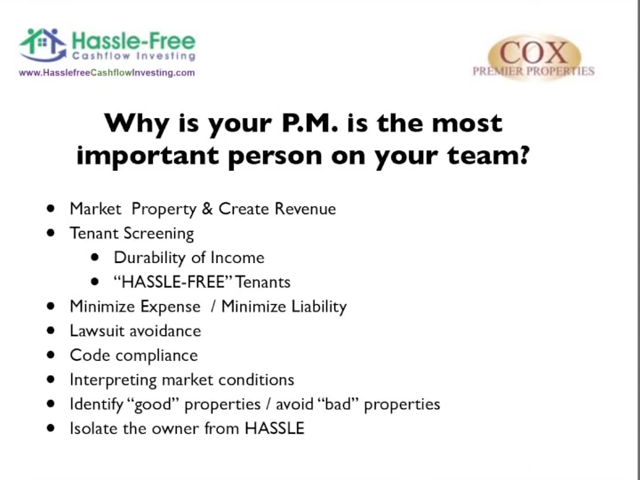 Hassle-Free
Cashflow Investing
www.HasslefreeCashflowInvesting.com
COX
PREMIER PROPERTIES
Why is your P.M. is the most
important person on your team?
• Market Property & Create Revenue
• Tenant Screening
• Durability of Income
• “HASSLE-FREE” Tenants
• Minimize Expense / Minimize Liability
• Lawsuit avoidance
• Code compliance
• Interpreting market conditions
• Identify “good” properties / avoid “bad” properties
• Isolate the owner from HASSLE